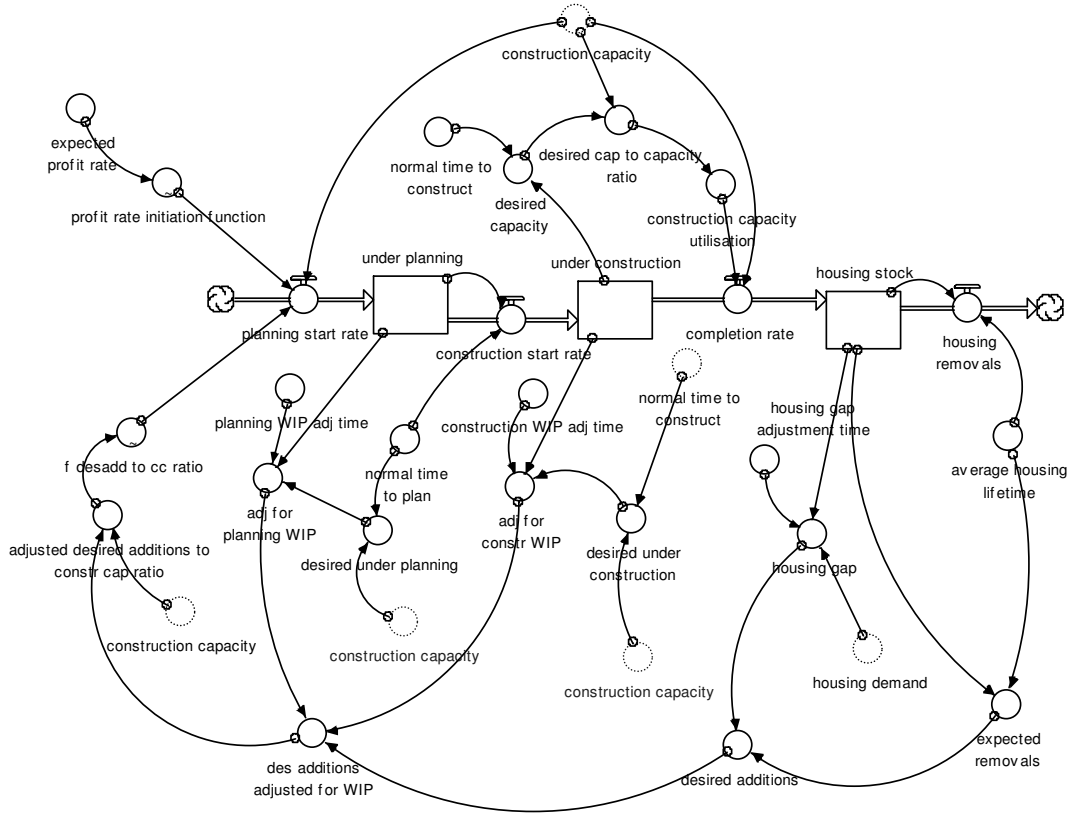 construction capacity
expected
profit rate
normal time to
construct
desired cap to capacity
ratio
profit rate initiation function
desired
capacity
construction capacity
utilisation
under planning
under construction
housing stock
planning start rate
construction start rate
completion rate
housing
removals
planning WIP adj time
construction WIP adj time
normal time to
construct
housing gap
adjustment time
f desadd to cc ratio
normal time
to plan
average housing
lifetime
adj for
planning WIP
adj for
constr WIP
adjusted desired additions to
constr cap ratio
desired under planning
desired under
construction
housing gap
construction capacity
construction capacity
construction capacity
housing demand
des additions
adjusted for WIP
desired additions
expected
removals